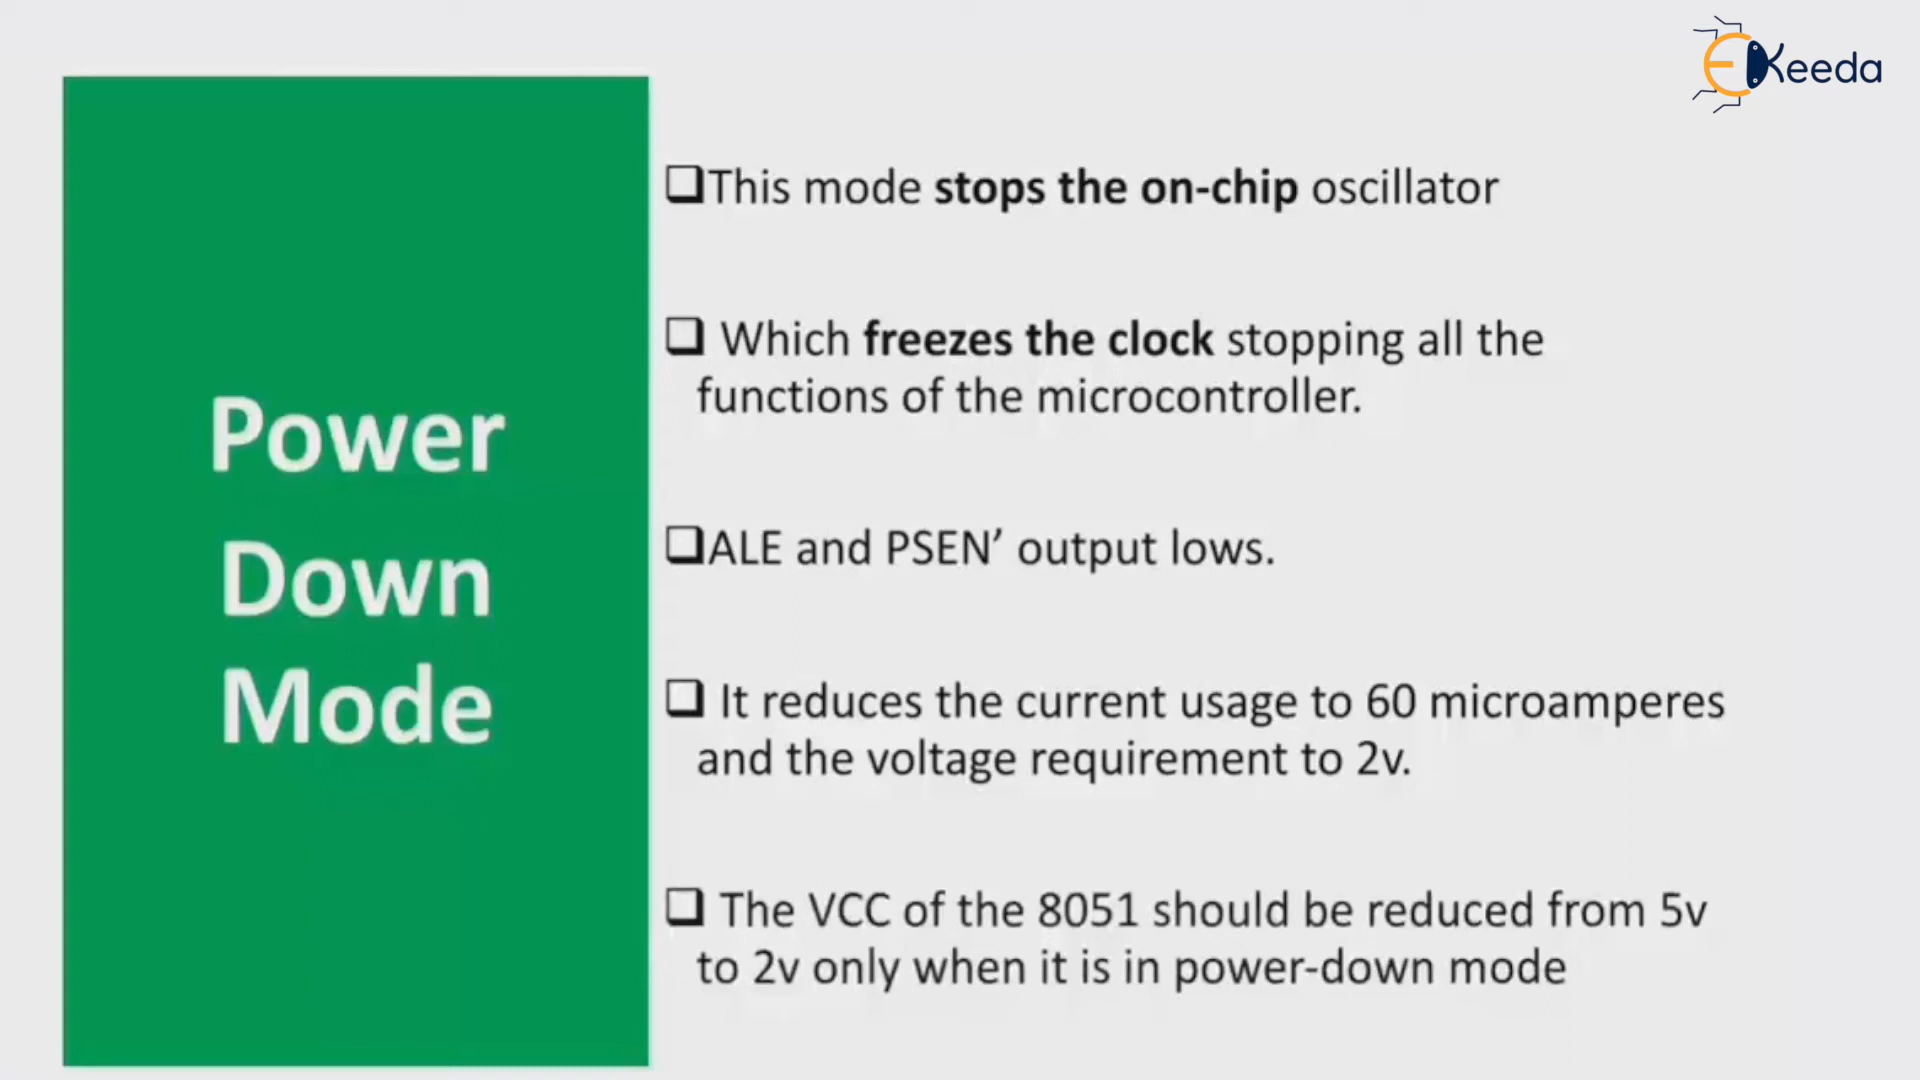 EKeeda
Power
Down
Mode
❑This mode stops the on-chip oscillator
❑ Which freezes the clock stopping all the
functions of the microcontroller.
❑ALE and PSEN’ output lows.
❑ It reduces the current usage to 60 microamperes
and the voltage requirement to 2v.
❑ The VCC of the 8051 should be reduced from 5v
to 2v only when it is in power-down mode